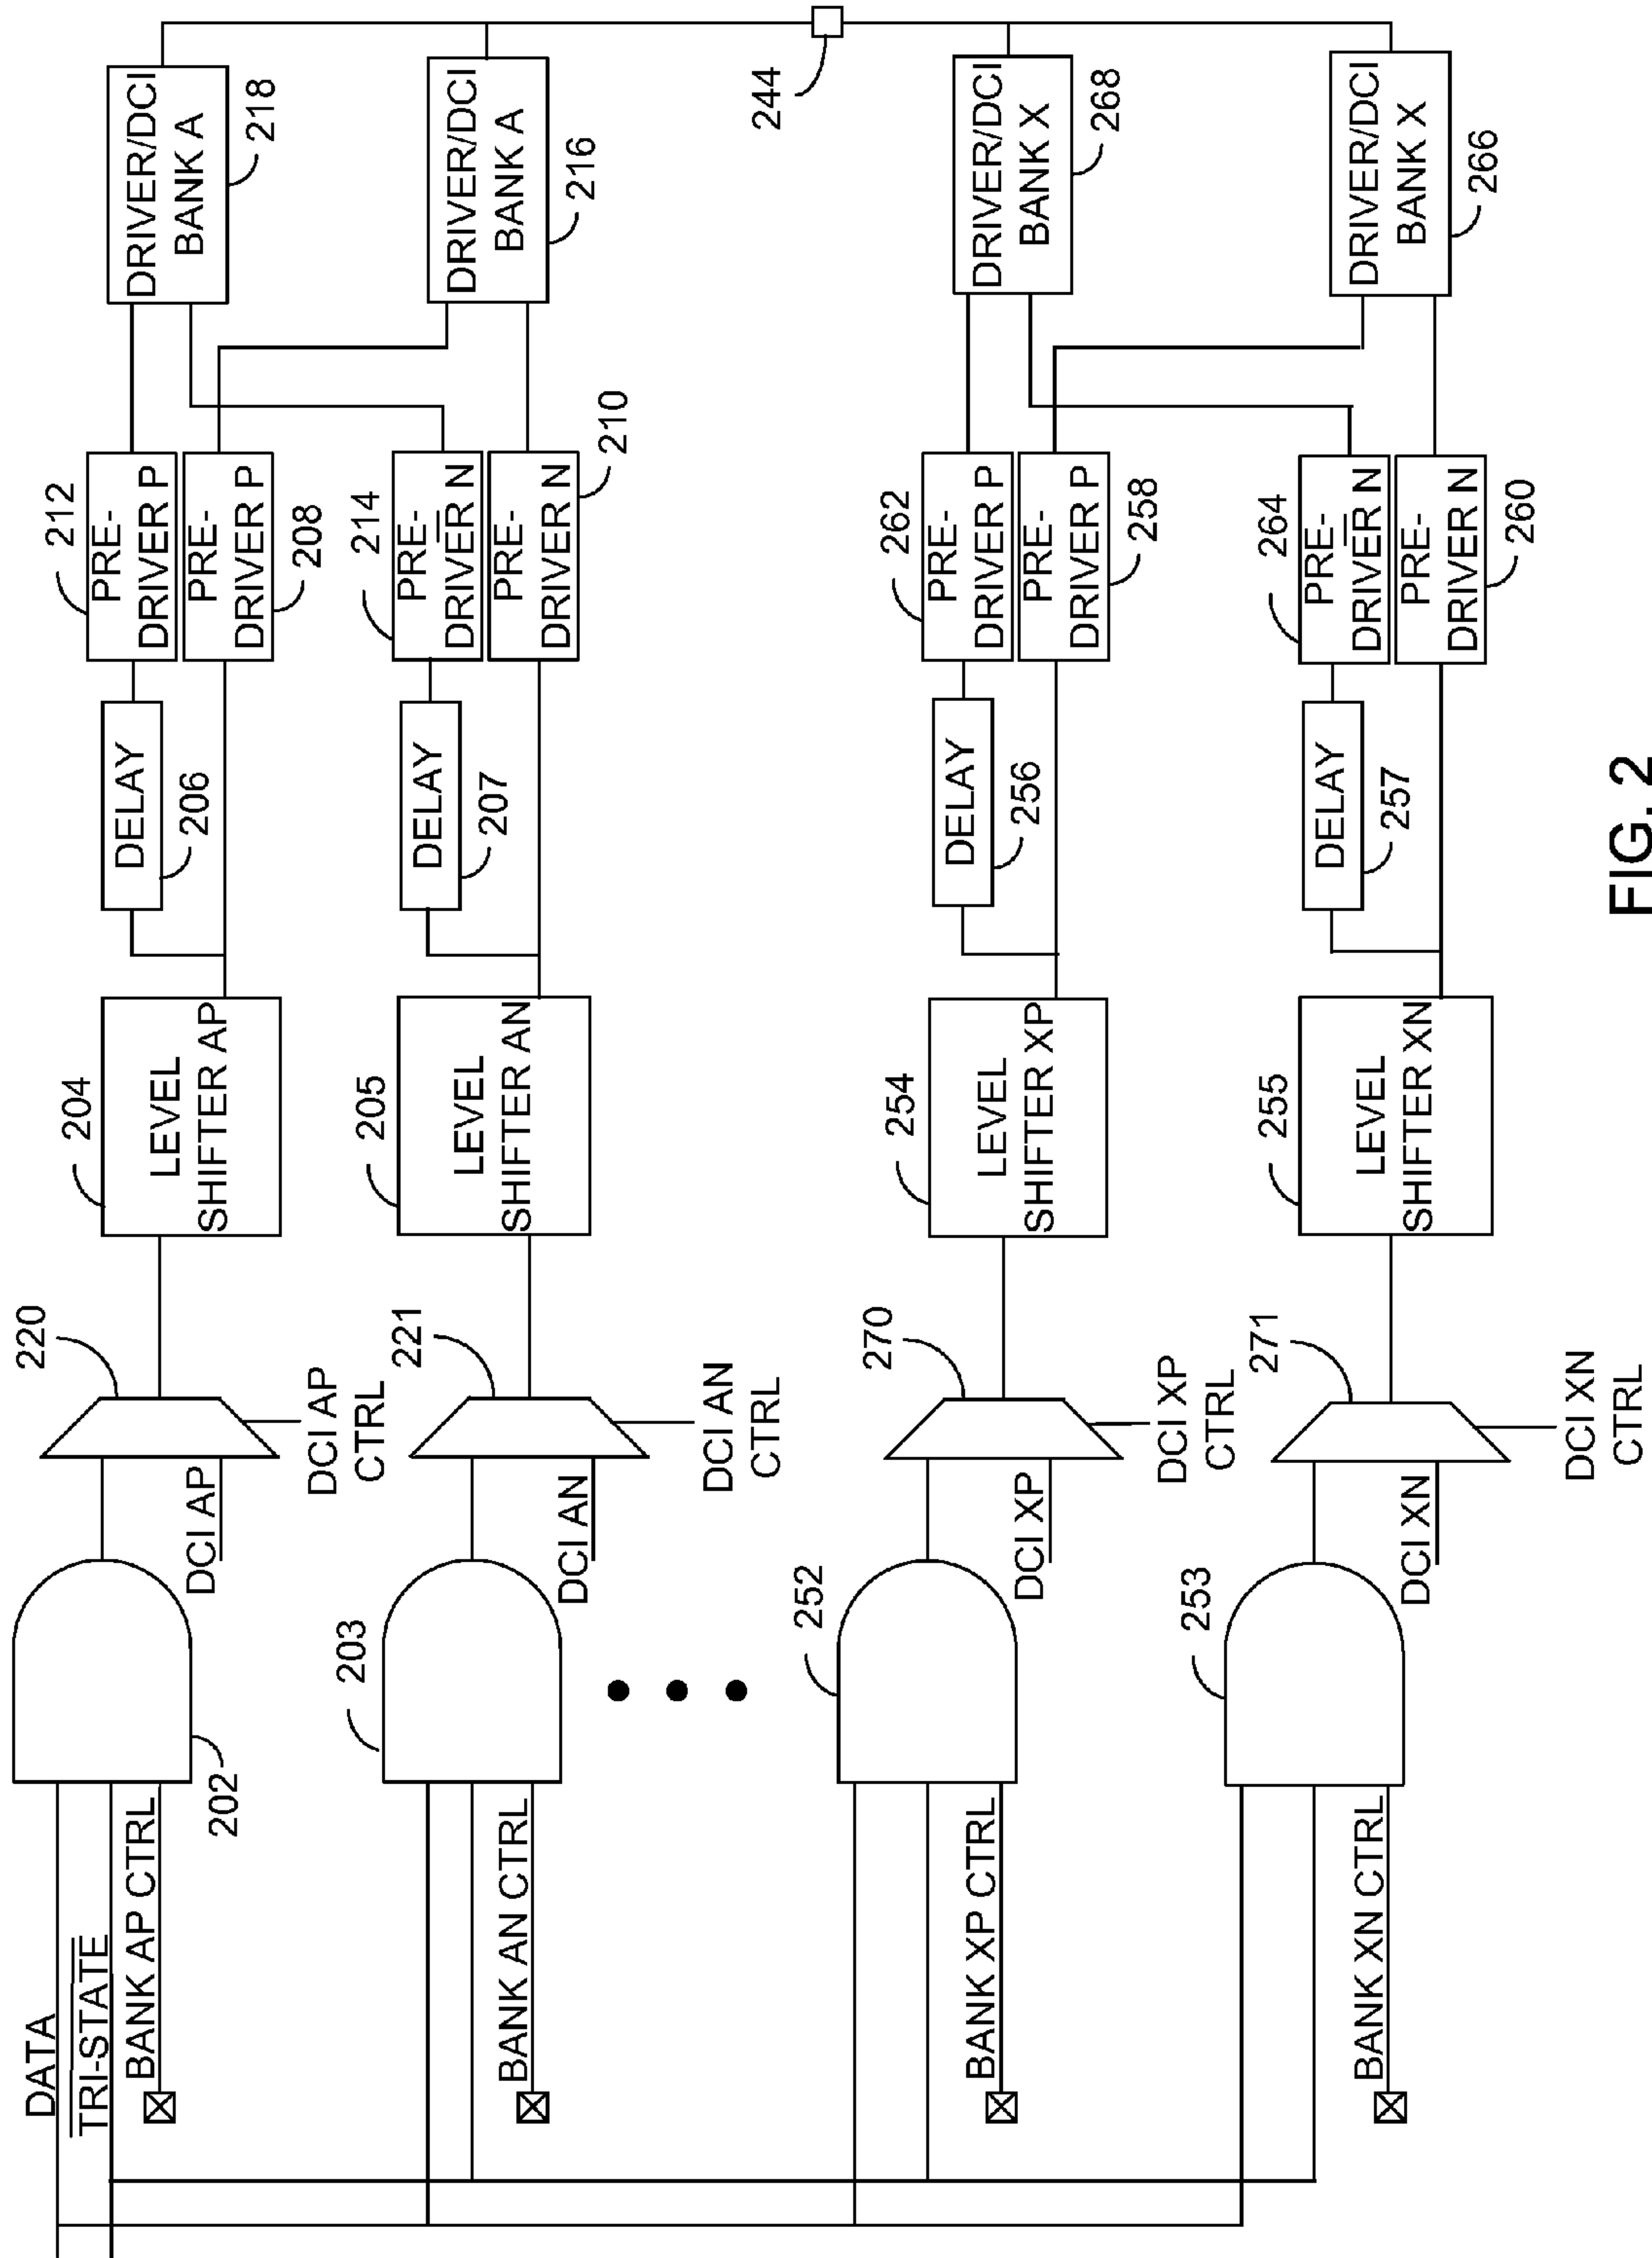 DATA
TRI-STATE
BANK AP CTRL
202
DCI AP
220
DCI AP
CTRL
204
LEVEL
SHIFTER AP
DELAY
206
212
PRE-
DRIVER P
PRE-
DRIVER P
208
DRIVER/DCI
BANK A
218
BANK AN CTRL
203
DCI AN
221
DCI AN
CTRL
205
LEVEL
SHIFTER AN
DELAY
207
214
PRE-
DRIVER N
PRE-
DRIVER N
210
DRIVER/DCI
BANK A
216
244
BANK XP CTRL
252
DCI XP
270
DCI XP
CTRL
254
LEVEL
SHIFTER XP
DELAY
256
262
PRE-
DRIVER P
PRE-
DRIVER P
258
DRIVER/DCI
BANK X
268
BANK XN CTRL
253
DCI XN
271
DCI XN
CTRL
255
LEVEL
SHIFTER XN
DELAY
257
264
PRE-
DRIVER N
PRE-
DRIVER N
260
DRIVER/DCI
BANK X
266
FIG. 2